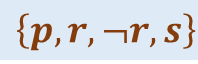 {p, r, ¬r, s}